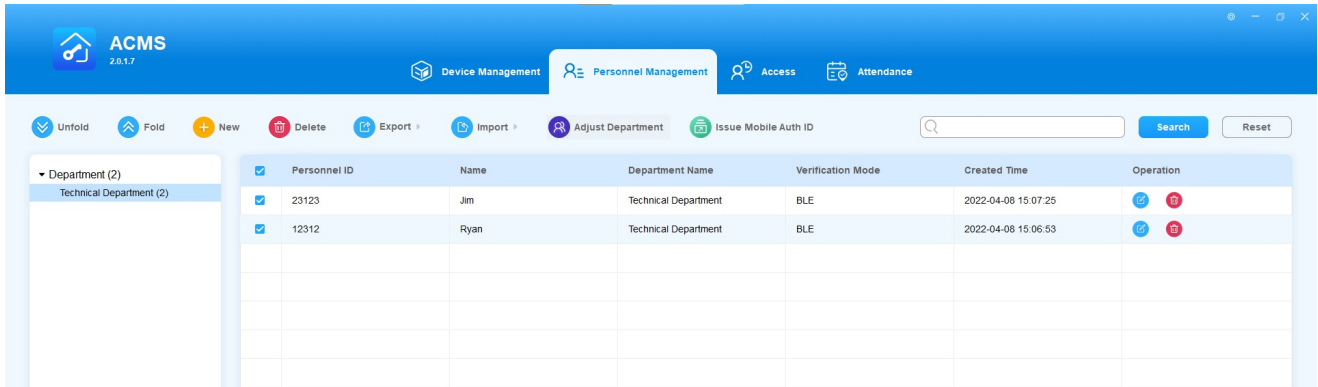 ACMS
2.0.1.7
Device Management Personnel Management Access Attendance
Unfold Fold New Delete Export Import Adjust Department Issue Mobile Auth ID Search Reset
Department (2)
Technical Department (2)
Personnel ID Name Department Name Verification Mode Created Time Operation
23123 Jim Technical Department BLE 2022-04-08 15:07:25
12312 Ryan Technical Department BLE 2022-04-08 15:06:53